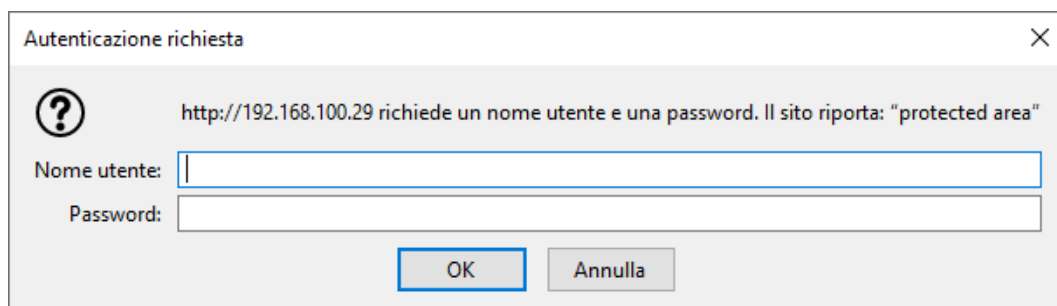 Autenticazione richiesta
http://192.168.100.29 richiede un nome utente e una password. Il sito riporta: “protected area”
Nome utente:
Password:
OK Annulla